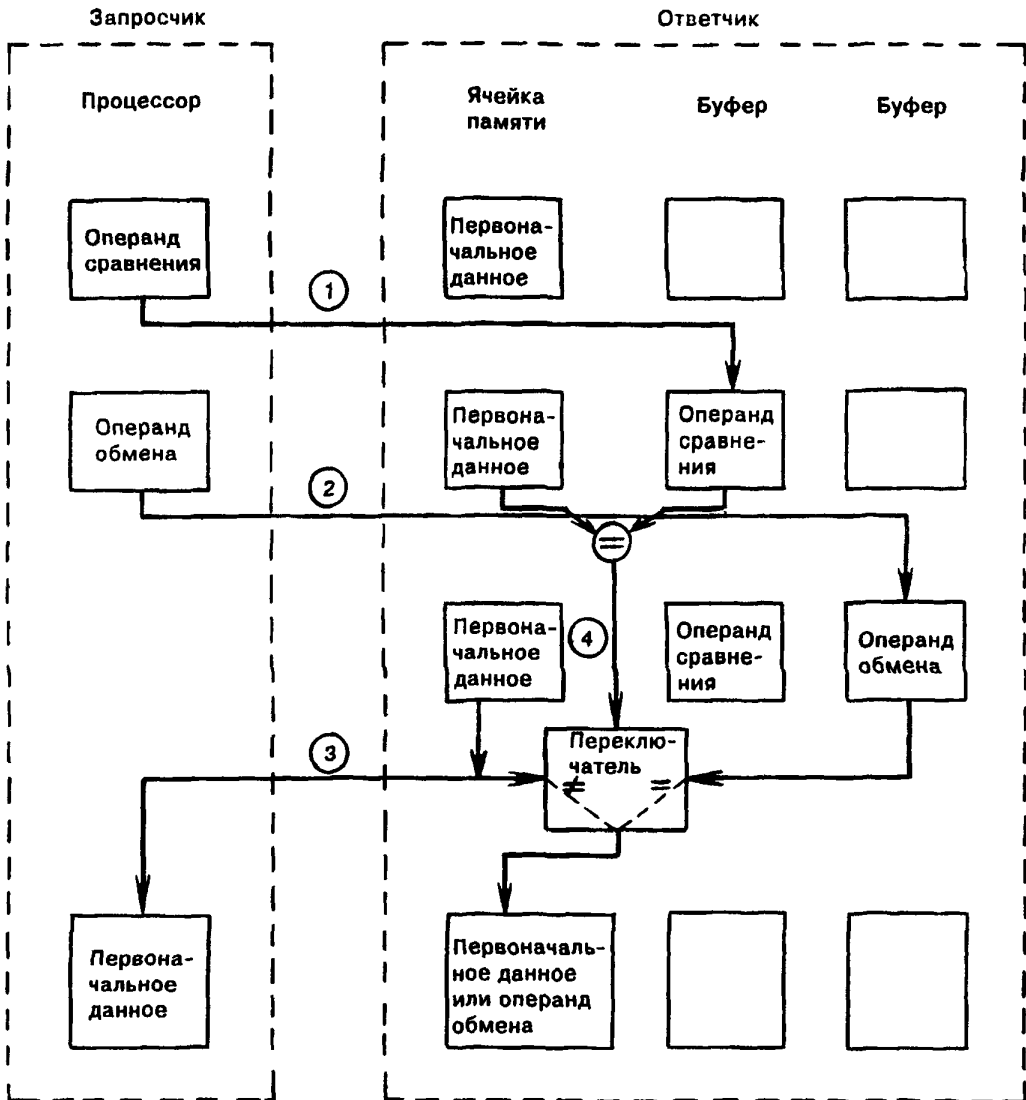 Запросчик
Ответчик
Процессор
Ячейка
памяти
Буфер
Буфер
Операнд
сравнения
Первона-
чальное
данное
1
Операнд
обмена
Первона-
чальное
данное
Операнд
сравне-
ния
2
=
Первона-
чальное
данное
4
Операнд
сравне-
ния
Операнд
обмена
3
Переклю-
чатель
≠ =
Первона-
чальное
данное
Первоначаль-
ное данное
или операнд
обмена